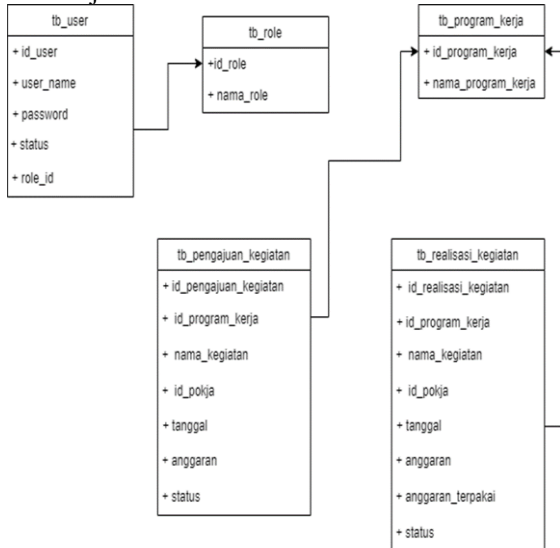 tb_user
+ id_user
+ user_name
+ password
+ status
+ role_id
tb_role
+id_role
+ nama_role
tb_program_kerja
+ id_program_kerja
+ nama_program_kerja
tb_pengajuan_kegiatan
+ id_pengajuan_kegiatan
+ id_program_kerja
+ nama_kegiatan
+ id_pokja
+ tanggal
+ anggaran
+ status
tb_realisasi_kegiatan
+ id_realisasi_kegiatan
+ id_program_kerja
+ nama_kegiatan
+ id_pokja
+ tanggal
+ anggaran
+ anggaran_terpakai
+ status